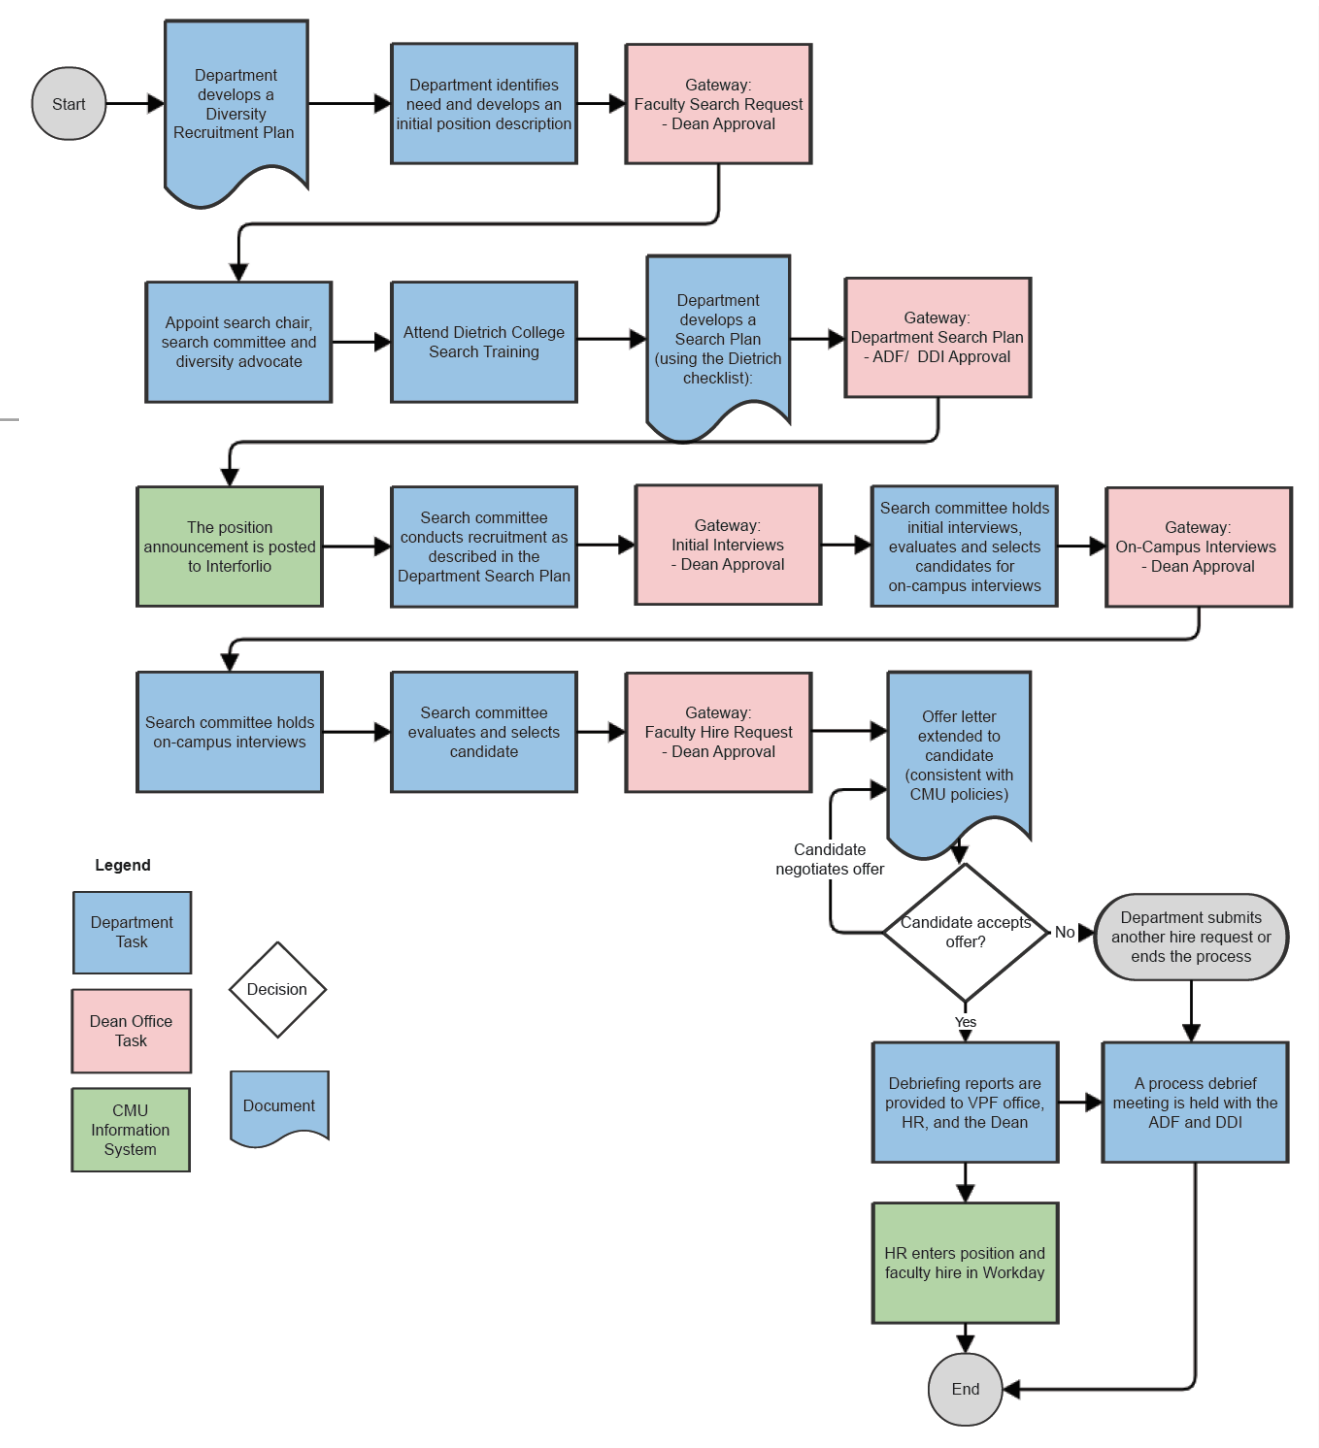 Start
Department
develops a
Diversity
Recruitment Plan
Department identifies
need and develops an
initial position description
Gateway:
Faculty Search Request
- Dean Approval
Appoint search chair,
search committee and
diversity advocate
Attend Dietrich College
Search Training
Department
develops a
Search Plan
(using the Dietrich
checklist):
Gateway:
Department Search Plan
- ADF/  DDI Approval
The position
announcement is posted
to Interforlio
Search committee
conducts recruitment as
described in the
Department Search Plan
Gateway:
Initial Interviews
- Dean Approval
Search committee holds
initial interviews,
evaluates and selects
candidates for
on-campus interviews
Gateway:
On-Campus Interviews
- Dean Approval
Search committee holds
on-campus interviews
Search committee
evaluates and selects
candidate
Gateway:
Faculty Hire Request
- Dean Approval
Offer letter
extended to
candidate
(consistent with
CMU policies)
Candidate
negotiates offer
Candidate accepts
offer?
No
Department submits
another hire request or
ends the process
Yes
Debriefing reports are
provided to VPF office,
HR, and the Dean
A process debrief
meeting is held with the
ADF and DDI
HR enters position and
faculty hire in Workday
End
Legend
Department
Task
Decision
Dean Office
Task
Document
CMU
Information
System